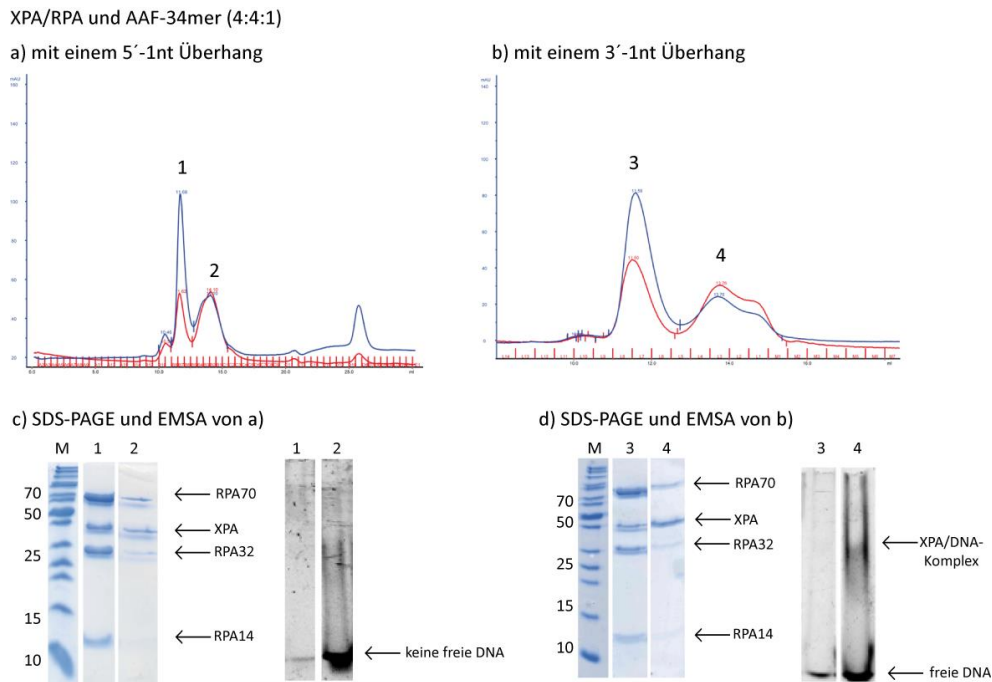 XPA/RPA und AAF-34mer (4:4:1)
a) mit einem 5´-1nt Überhang
b) mit einem 3´-1nt Überhang
1
2
3
4
c) SDS-PAGE und EMSA von a)
M 1 2
1 2
70
50
25
15
10
RPA70
XPA
RPA32
RPA14
keine freie DNA
d) SDS-PAGE und EMSA von b)
M 3 4
3 4
70
50
25
15
10
RPA70
XPA
RPA32
RPA14
XPA/DNA-
Komplex
freie DNA